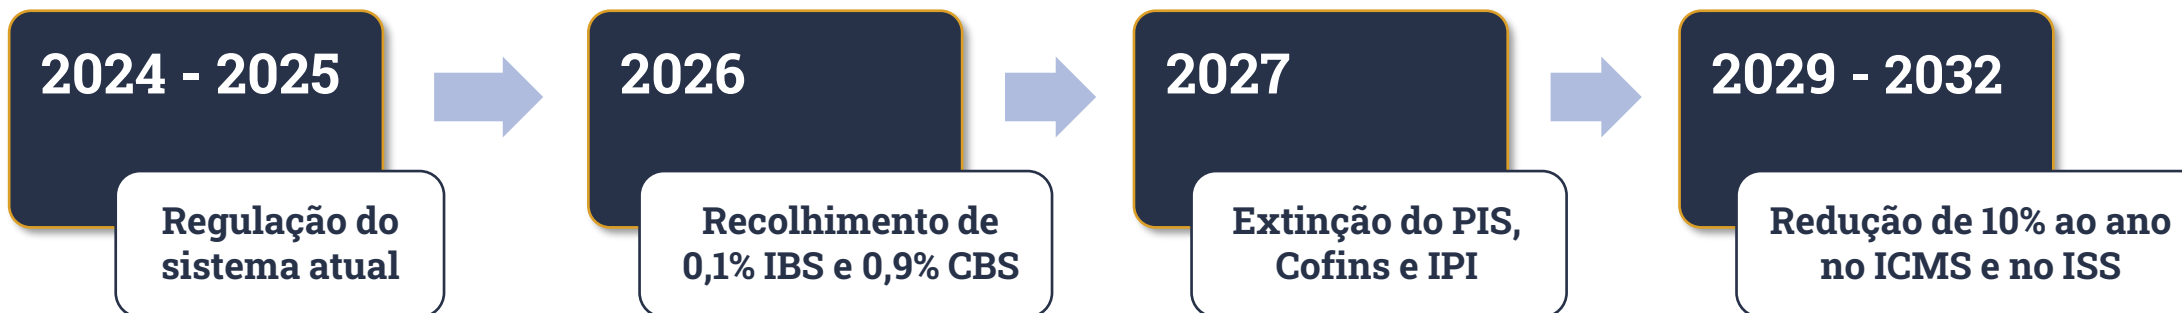 2024 - 2025
Regulação do
sistema atual
2026
Recolhimento de
0,1% IBS e 0,9% CBS
2027
Extinção do PIS,
Cofins e IPI
2029 - 2032
Redução de 10% ao ano
no ICMS e no ISS